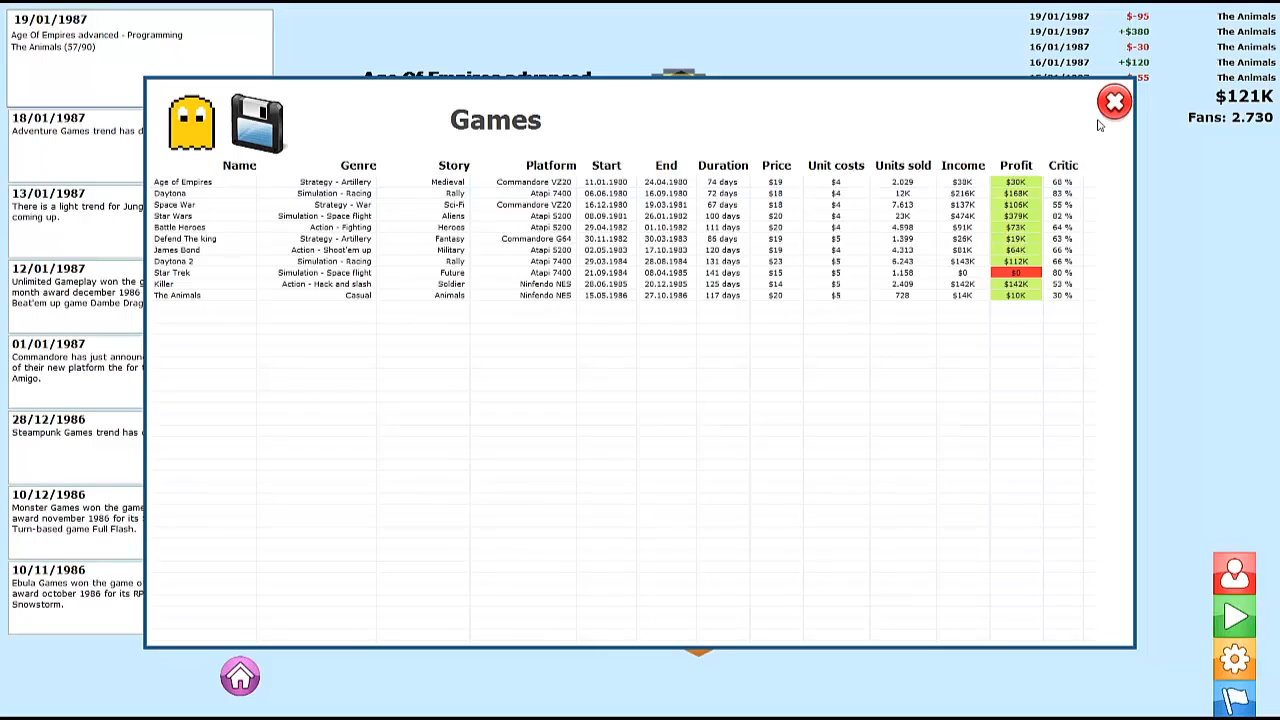 19/01/1987
Age Of Empires advanced - Programming
The Animals (57/90)
18/01/1987
Adventure Games trend has
13/01/1987
There is a light trend for
coming up.
12/01/1987
Unlimited Gameplay won the
month award december 1986
Beat'em up game Dambe
01/01/1987
Commandore has just
of their new platform the for
Amigo.
28/12/1986
Steampunk Games trend has
10/12/1986
Monster Games won the game
award november 1986 for its
Turn-based game Full Flash.
10/11/1986
Ebula Games won the game
award october 1986 for its
Snowstorm.
Age Of Empires advanced
19/01/1987 $-95 The Animals
19/01/1987 +$380 The Animals
16/01/1987 $-30 The Animals
16/01/1987 +$120 The Animals
The Animals
$121K
Fans: 2.730
Games
Name Genre Story Platform Start End Duration Price Unit costs Units sold Income Profit Critic
Age of Empires Strategy - Artillery Medieval Commandore VZ20 11.01.1980 24.04.1980 74 days $19 $4 2.029 $38K $30K 68 %
Daytona Simulation - Racing Rally Atapi 7400 06.06.1980 16.09.1980 72 days $18 $4 12K $216K $168K 83 %
Space War Strategy - War Sci-Fi Commandore VZ20 16.12.1980 19.03.1981 67 days $18 $4 7.613 $137K $106K 55 %
Star Wars Simulation - Space flight Aliens Atapi 5200 08.09.1981 26.01.1982 100 days $20 $4 23K $474K $379K 82 %
Battle Heroes Action - Fighting Heroes Atapi 5200 29.04.1982 01.10.1982 111 days $20 $4 4.598 $91K $73K 64 %
Defend The king Strategy - Artillery Fantasy Commandore G64 30.11.1982 30.03.1983 86 days $19 $5 1.399 $26K $19K 63 %
James Bond Action - Shoot'em up Military Atapi 5200 02.05.1983 17.10.1983 120 days $19 $4 4.313 $81K $64K 66 %
Daytona 2 Simulation - Racing Rally Atapi 7400 29.03.1984 28.08.1984 131 days $23 $5 6.243 $143K $112K 66 %
Star Trek Simulation - Space flight Future Atapi 7400 21.09.1984 08.04.1985 141 days $15 $5 1.158 $0 $0 80 %
Killer Action - Hack and slash Soldier Ninfendo NES 28.06.1985 20.12.1985 125 days $14 $5 2.409 $142K $142K 53 %
The Animals Casual Animals Ninfendo NES 15.05.1986 27.10.1986 117 days $20 $5 728 $14K $10K 30 %